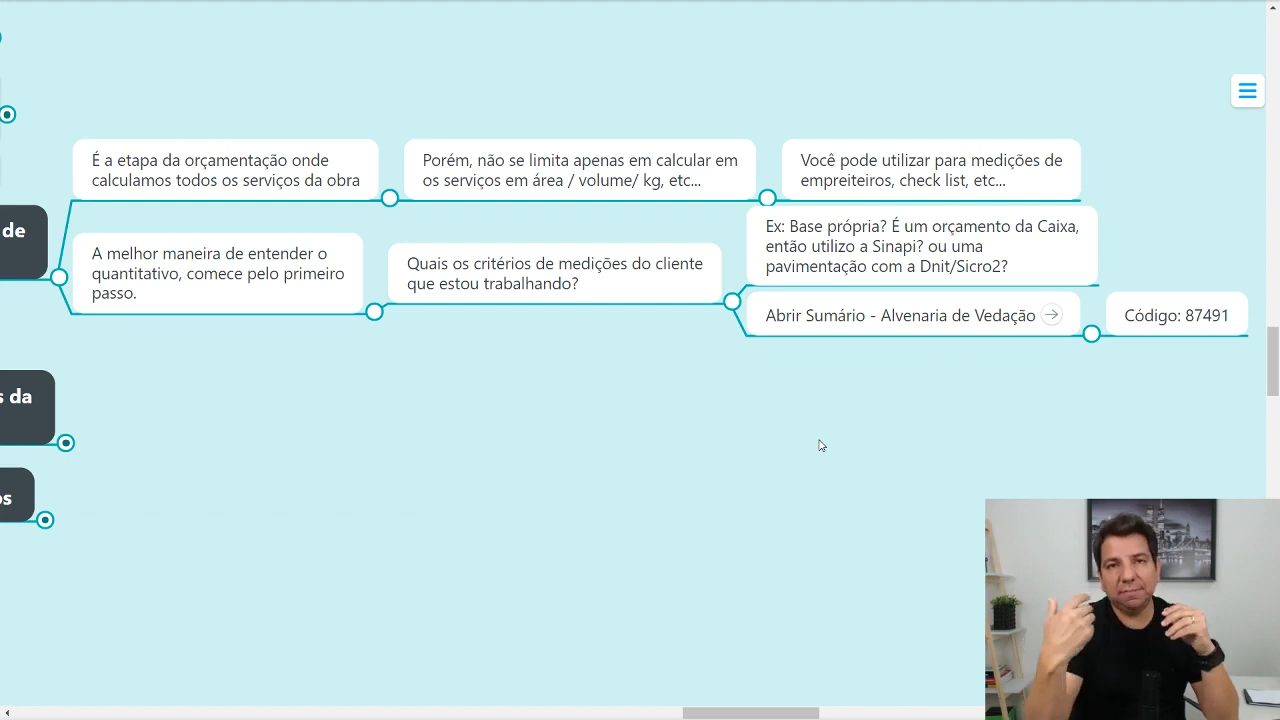 É a etapa da orçamentação onde
calculamos todos os serviços da obra
Porém, não se limita apenas em calcular em
os serviços em área / volume/ kg, etc...
Você pode utilizar para medições de
empreiteiros, check list, etc...
de
A melhor maneira de entender o
quantitativo, comece pelo primeiro
passo.
Quais os critérios de medições do cliente
que estou trabalhando?
Ex: Base própria? É um orçamento da Caixa,
então utilizo a Sinapi? ou uma
pavimentação com a Dnit/Sicro2?
Abrir Sumário - Alvenaria de Vedação
Código: 87491
s da
os